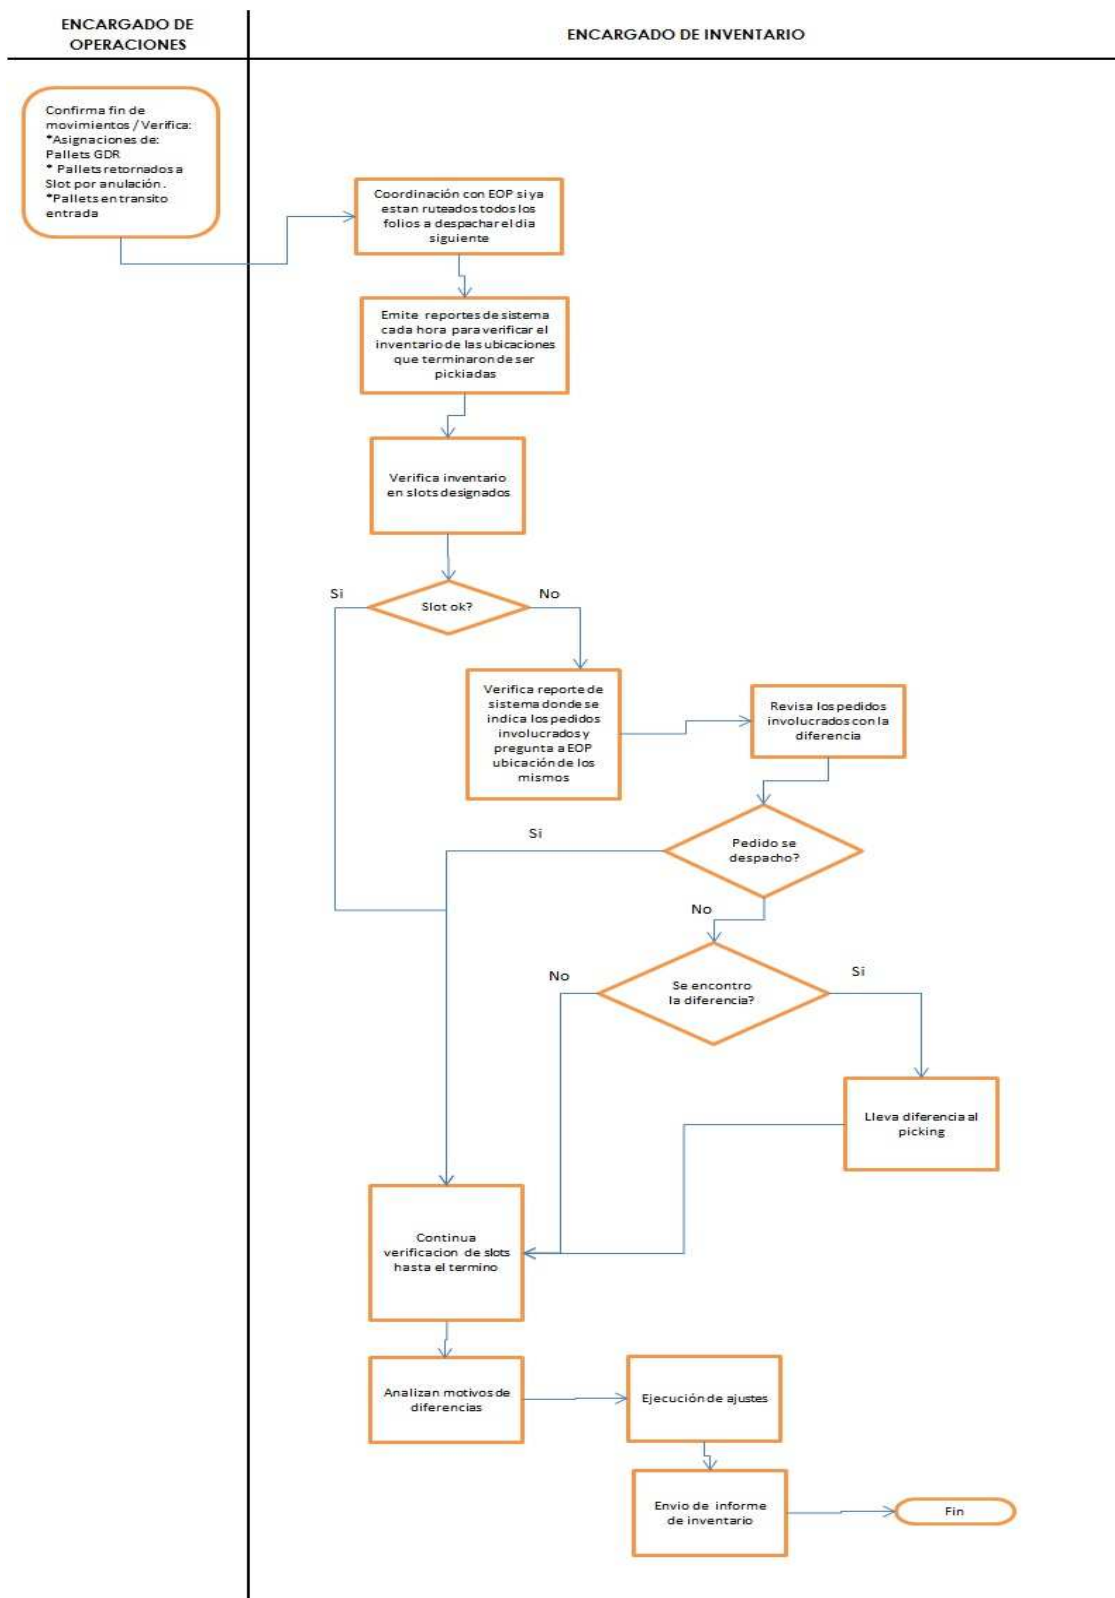 ENCARGADO DE
OPERACIONES
ENCARGADO DE INVENTARIO
Confirma fin de
movimientos / Verifica:
*Asignaciones de:
Pallets GDR
* Pallets retornados a
Slot por anulación .
*Pallets en transito
entrada
Coordinación con EOP si ya
estan ruteados todos los
folios a despachar el dia
siguiente
Emite reportes de sistema
cada hora para verificar el
inventario de las ubicaciones
que terminaron de ser
pickiadas
Verifica inventario
en slots designados
Si
Slot ok?
No
Verifica reporte de
sistema donde se
indica los pedidos
involucrados y
pregunta a EOP
ubicación de los
mismos
Revisa los pedidos
involucrados con la
diferencia
Si
Pedido se
despacho?
No
No
Se encontro
la diferencia?
Si
Lleva diferencia al
picking
Continua
verificacion de slots
hasta el termino
Analizan motivos de
diferencias
Ejecución de ajustes
Envio de informe
de inventario
Fin